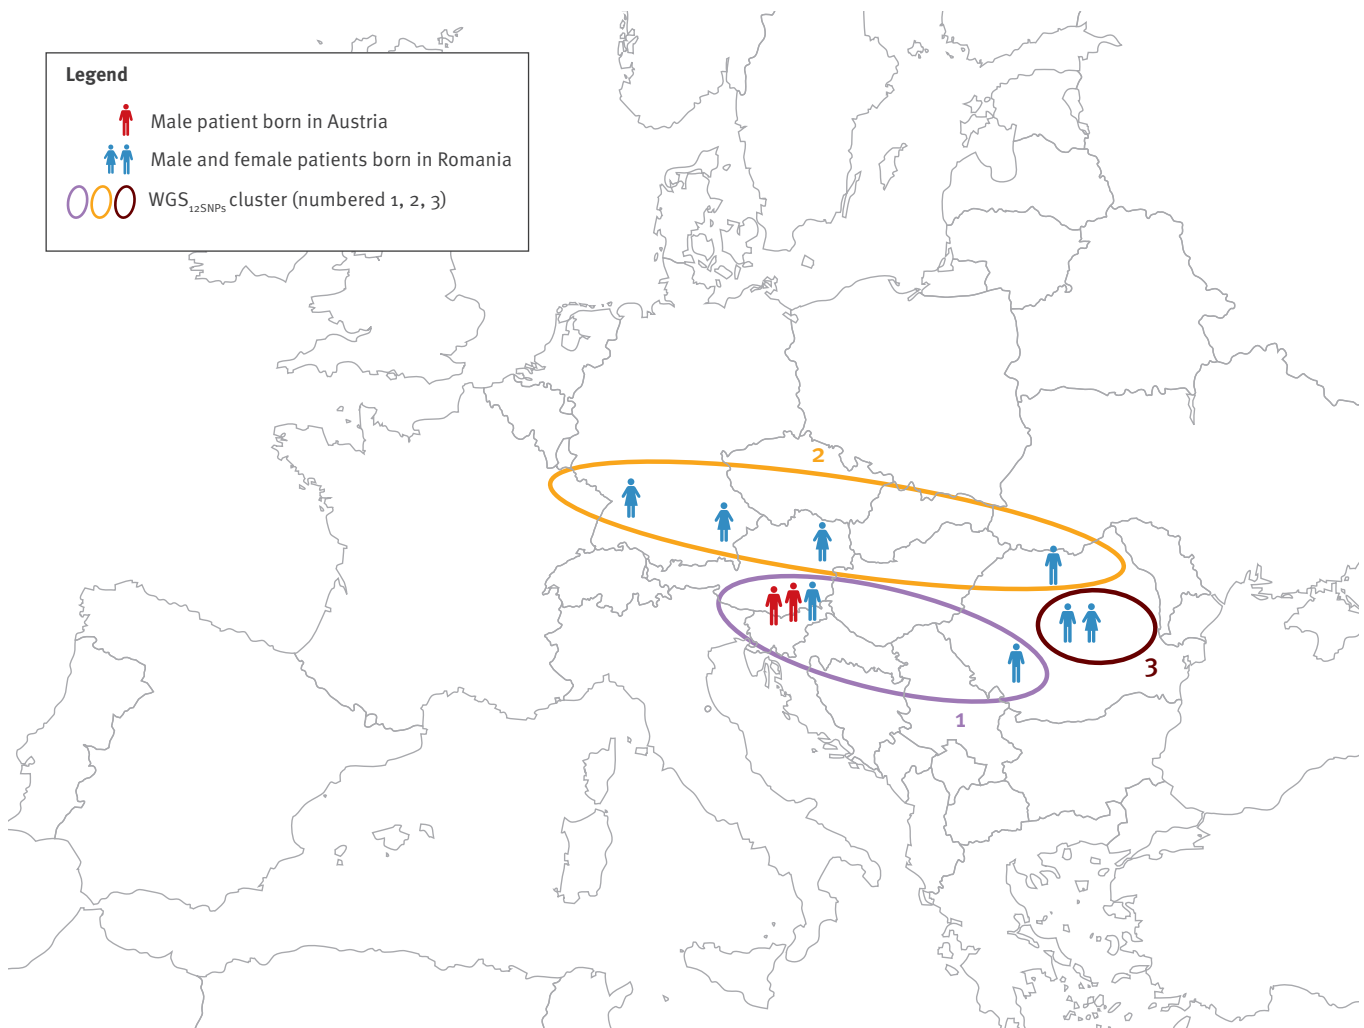 Legend
Male patient born in Austria
Male and female patients born in Romania
WGS12SNPs cluster (numbered 1, 2, 3)
2
3
1